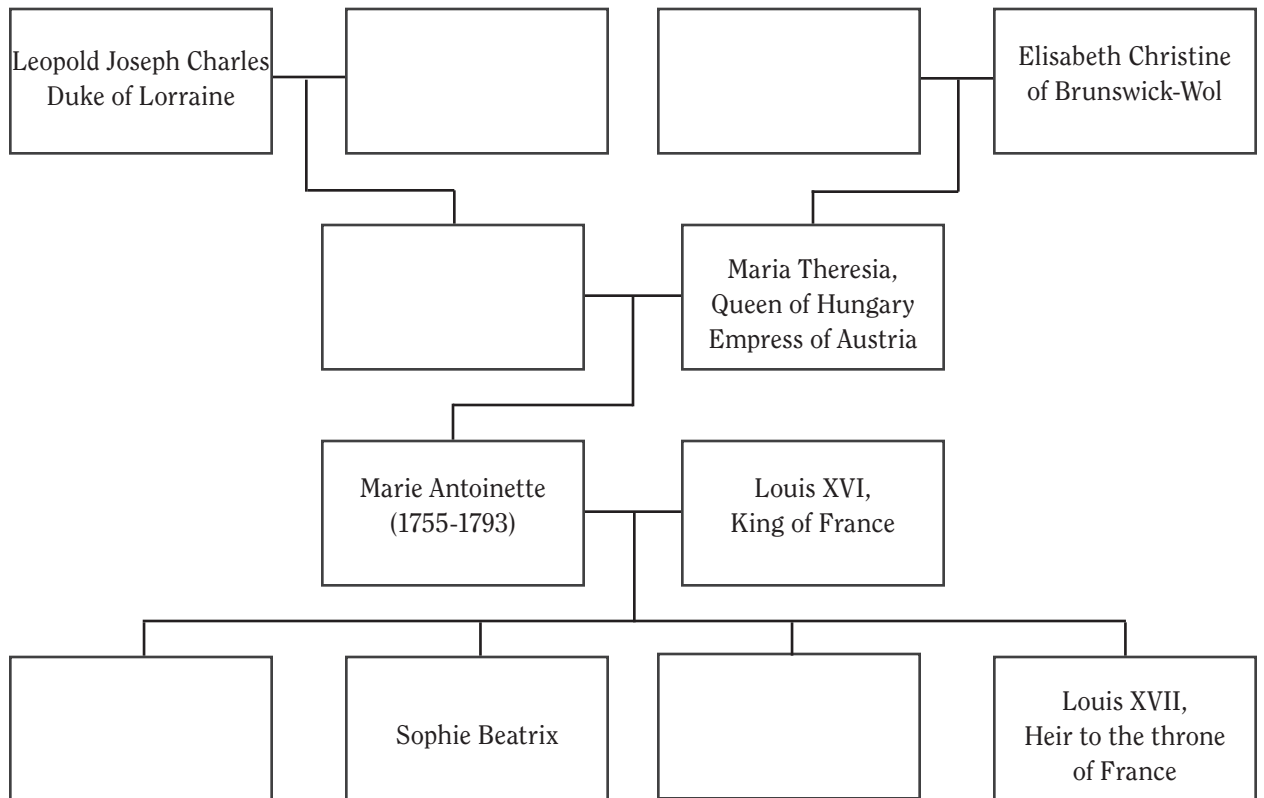 Leopold Joseph Charles
Duke of Lorraine
Elisabeth Christine
of Brunswick-Wol
Maria Theresia,
Queen of Hungary
Empress of Austria
Marie Antoinette
(1755-1793)
Louis XVI,
King of France
Sophie Beatrix
Louis XVII,
Heir to the throne
of France